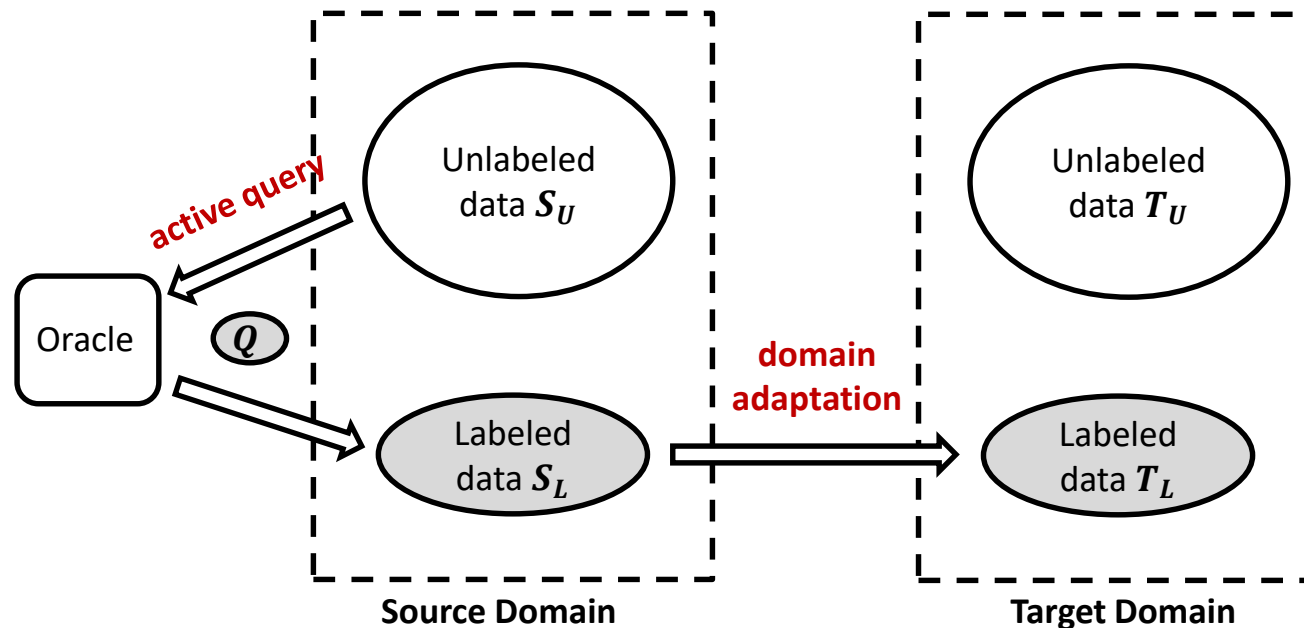 Unlabeled
data S_U
Unlabeled
data T_U
active query
Oracle
Q
domain
adaptation
Labeled
data S_L
Labeled
data T_L
Source Domain
Target Domain